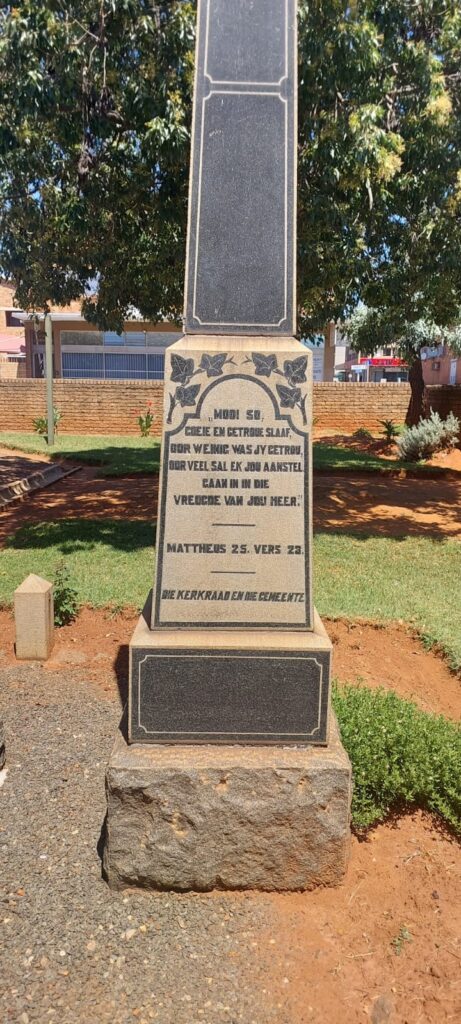 „MOOI SO,
GOEIE EN GETROUE SLAAF,
OOR WEINIG WAS JY GETROU,
OOR VEEL SAL EK JOU AANSTEL
GAAN IN IN DIE
VREUGDE VAN JOU HEER."
MATTHEUS 25. VERS 23.
DIE KERKRAAD EN DIE GEMEENTE.